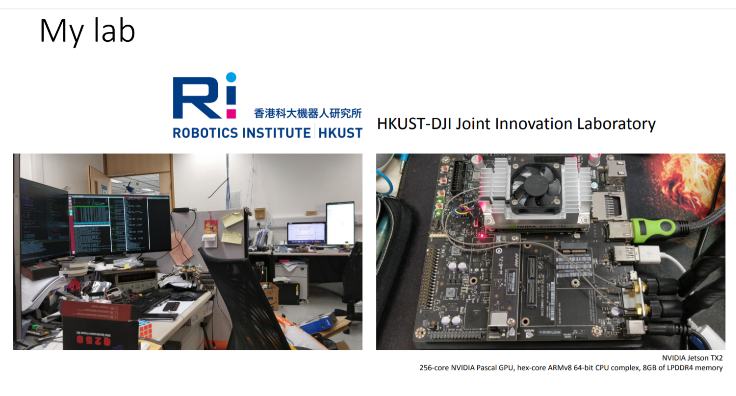 My lab
Ri
香港科大機器人研究所
ROBOTICS INSTITUTE HKUST
HKUST-DJI Joint Innovation Laboratory
NVIDIA Jetson TX2
256-core NVIDIA Pascal GPU, hex-core ARMv8 64-bit CPU complex, 8GB of LPDDR4 memory